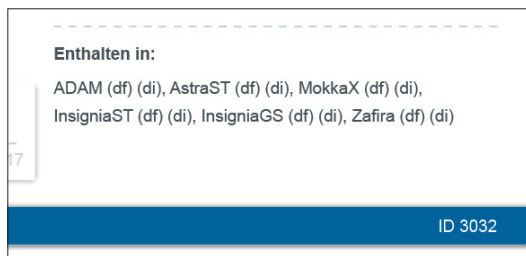 Enthalten in:
ADAM (df) (di), AstraST (df) (di), MokkaX (df) (di),
InsigniaST (df) (di), InsigniaGS (df) (di), Zafira (df) (di)
17
ID 3032